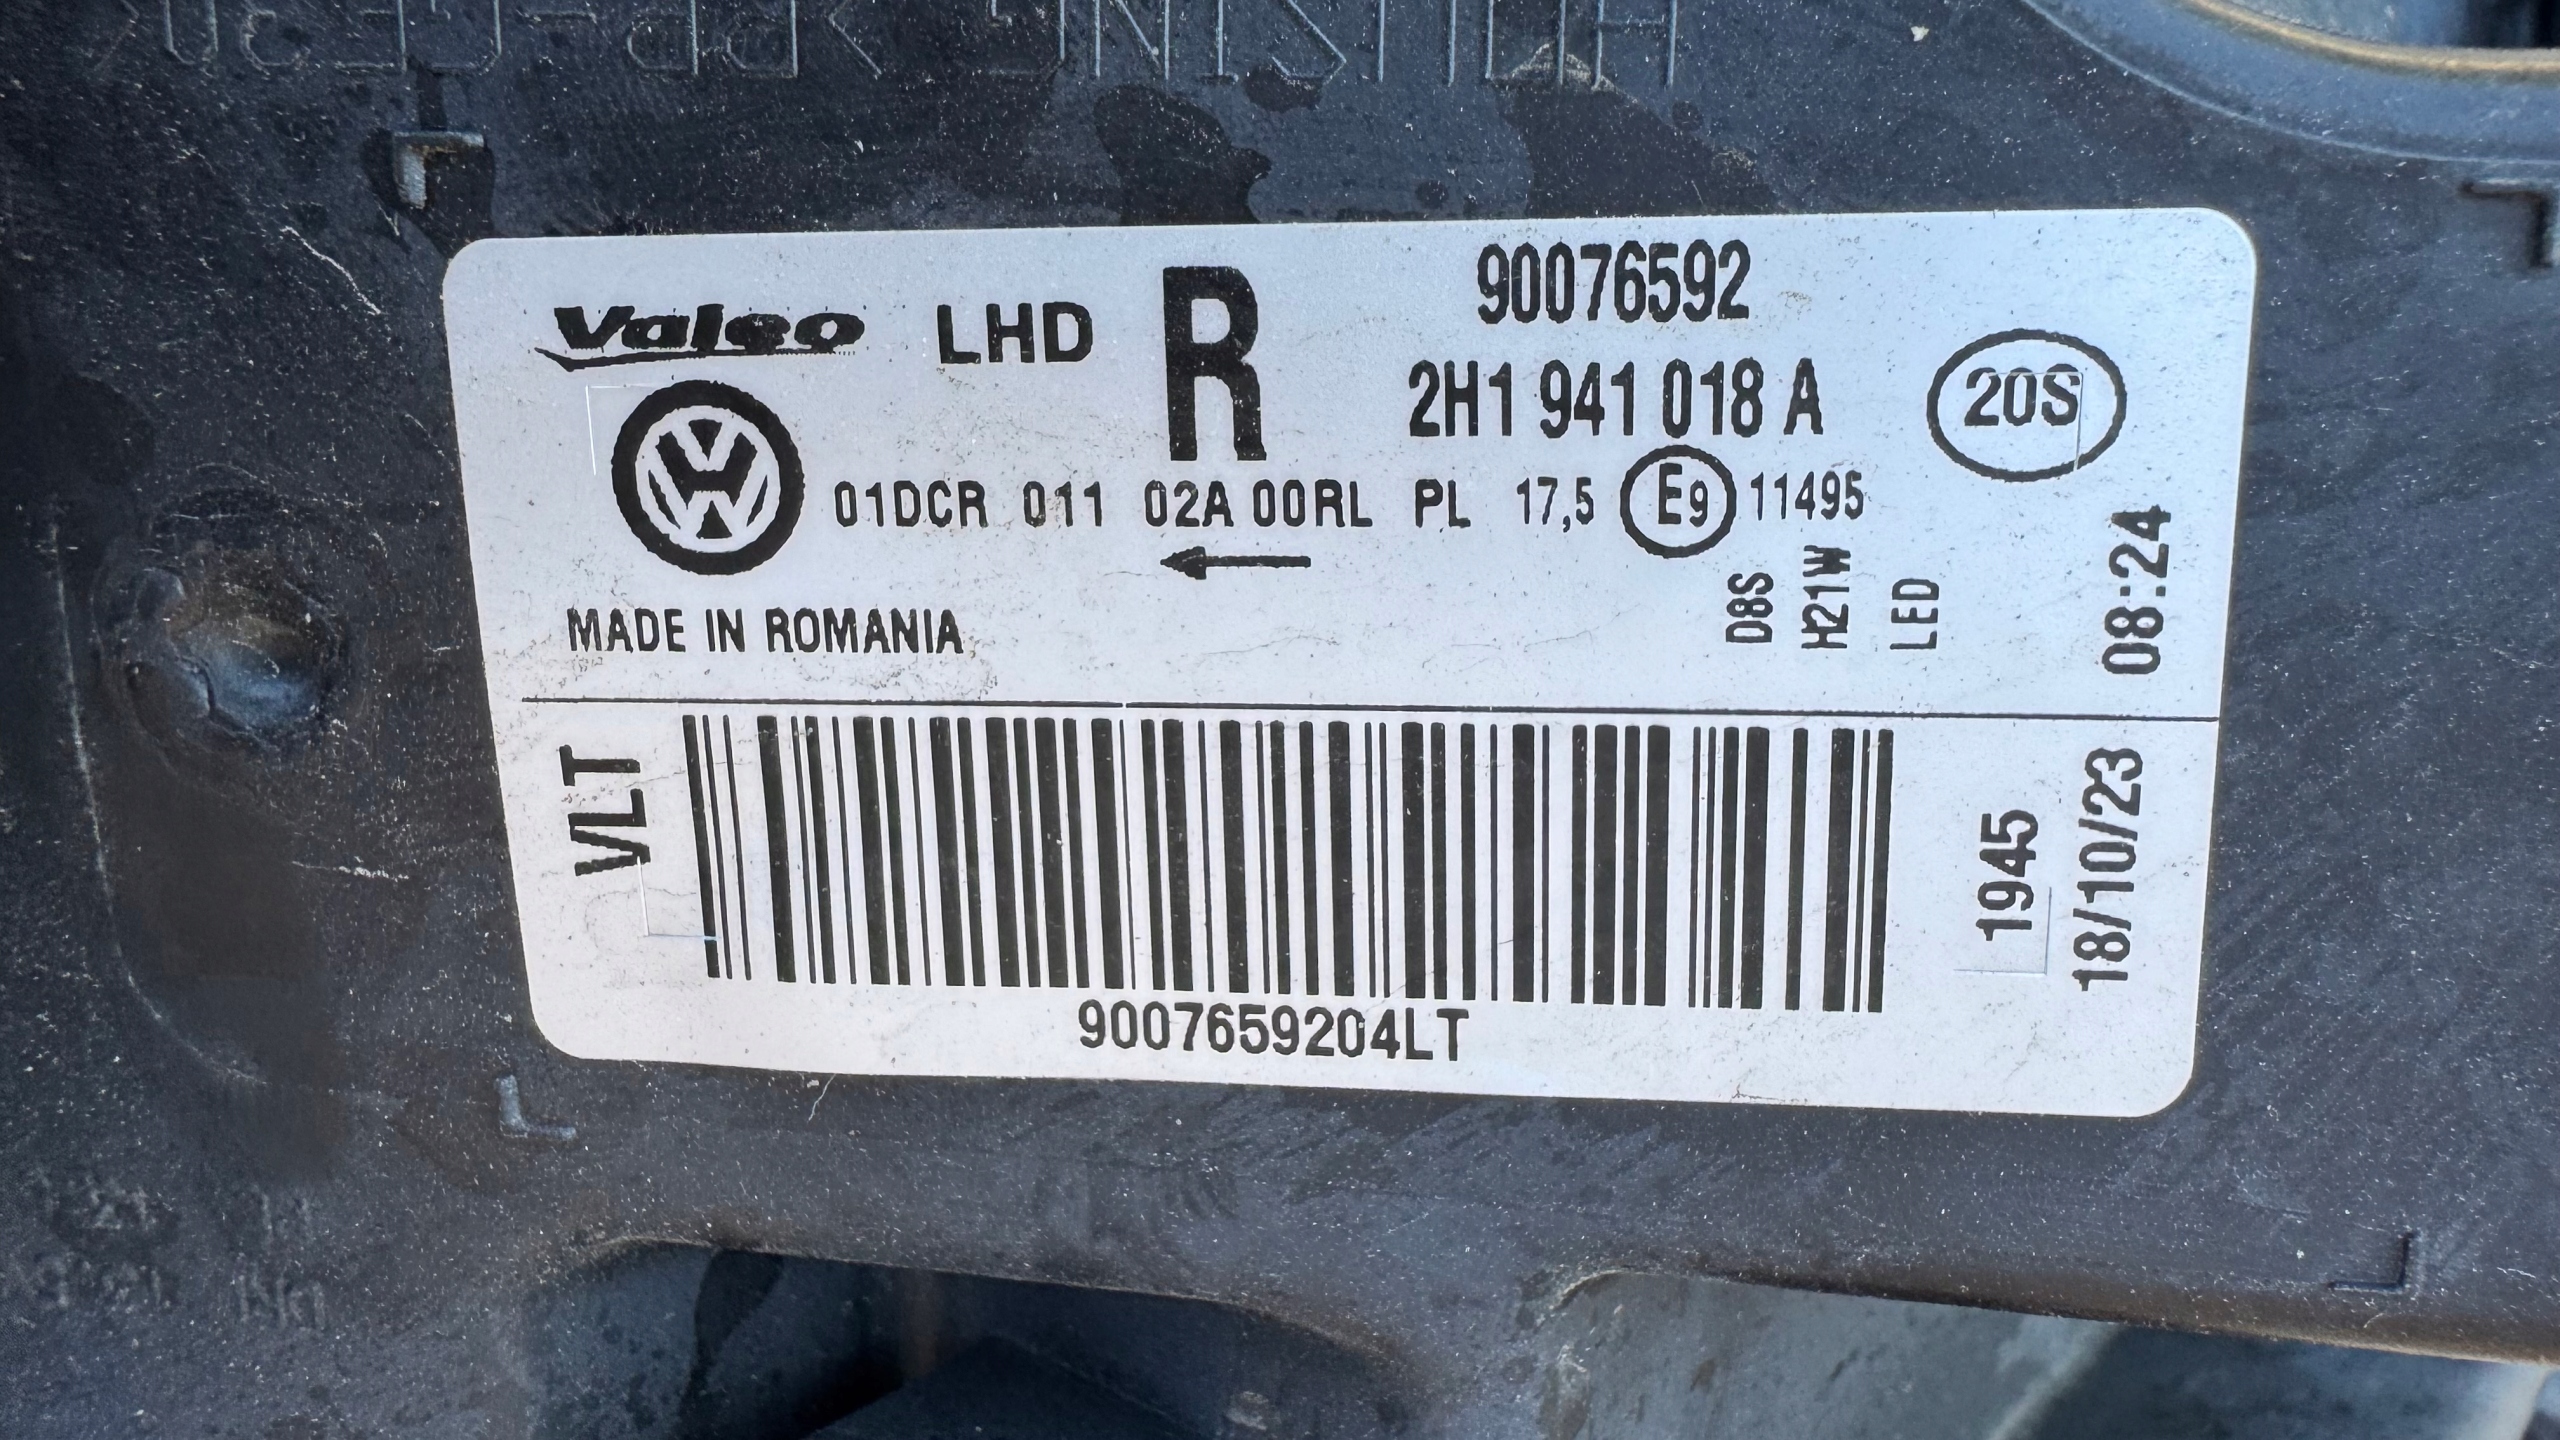 Valeo LHD R 90076592
2H1 941 018 A 20S
01DCR 011 02A 00RL PL 17,5 E9 11495
MADE IN ROMANIA
D8S
H21W
LED
08:24
VLT
1945
18/10/23
9007659204LT